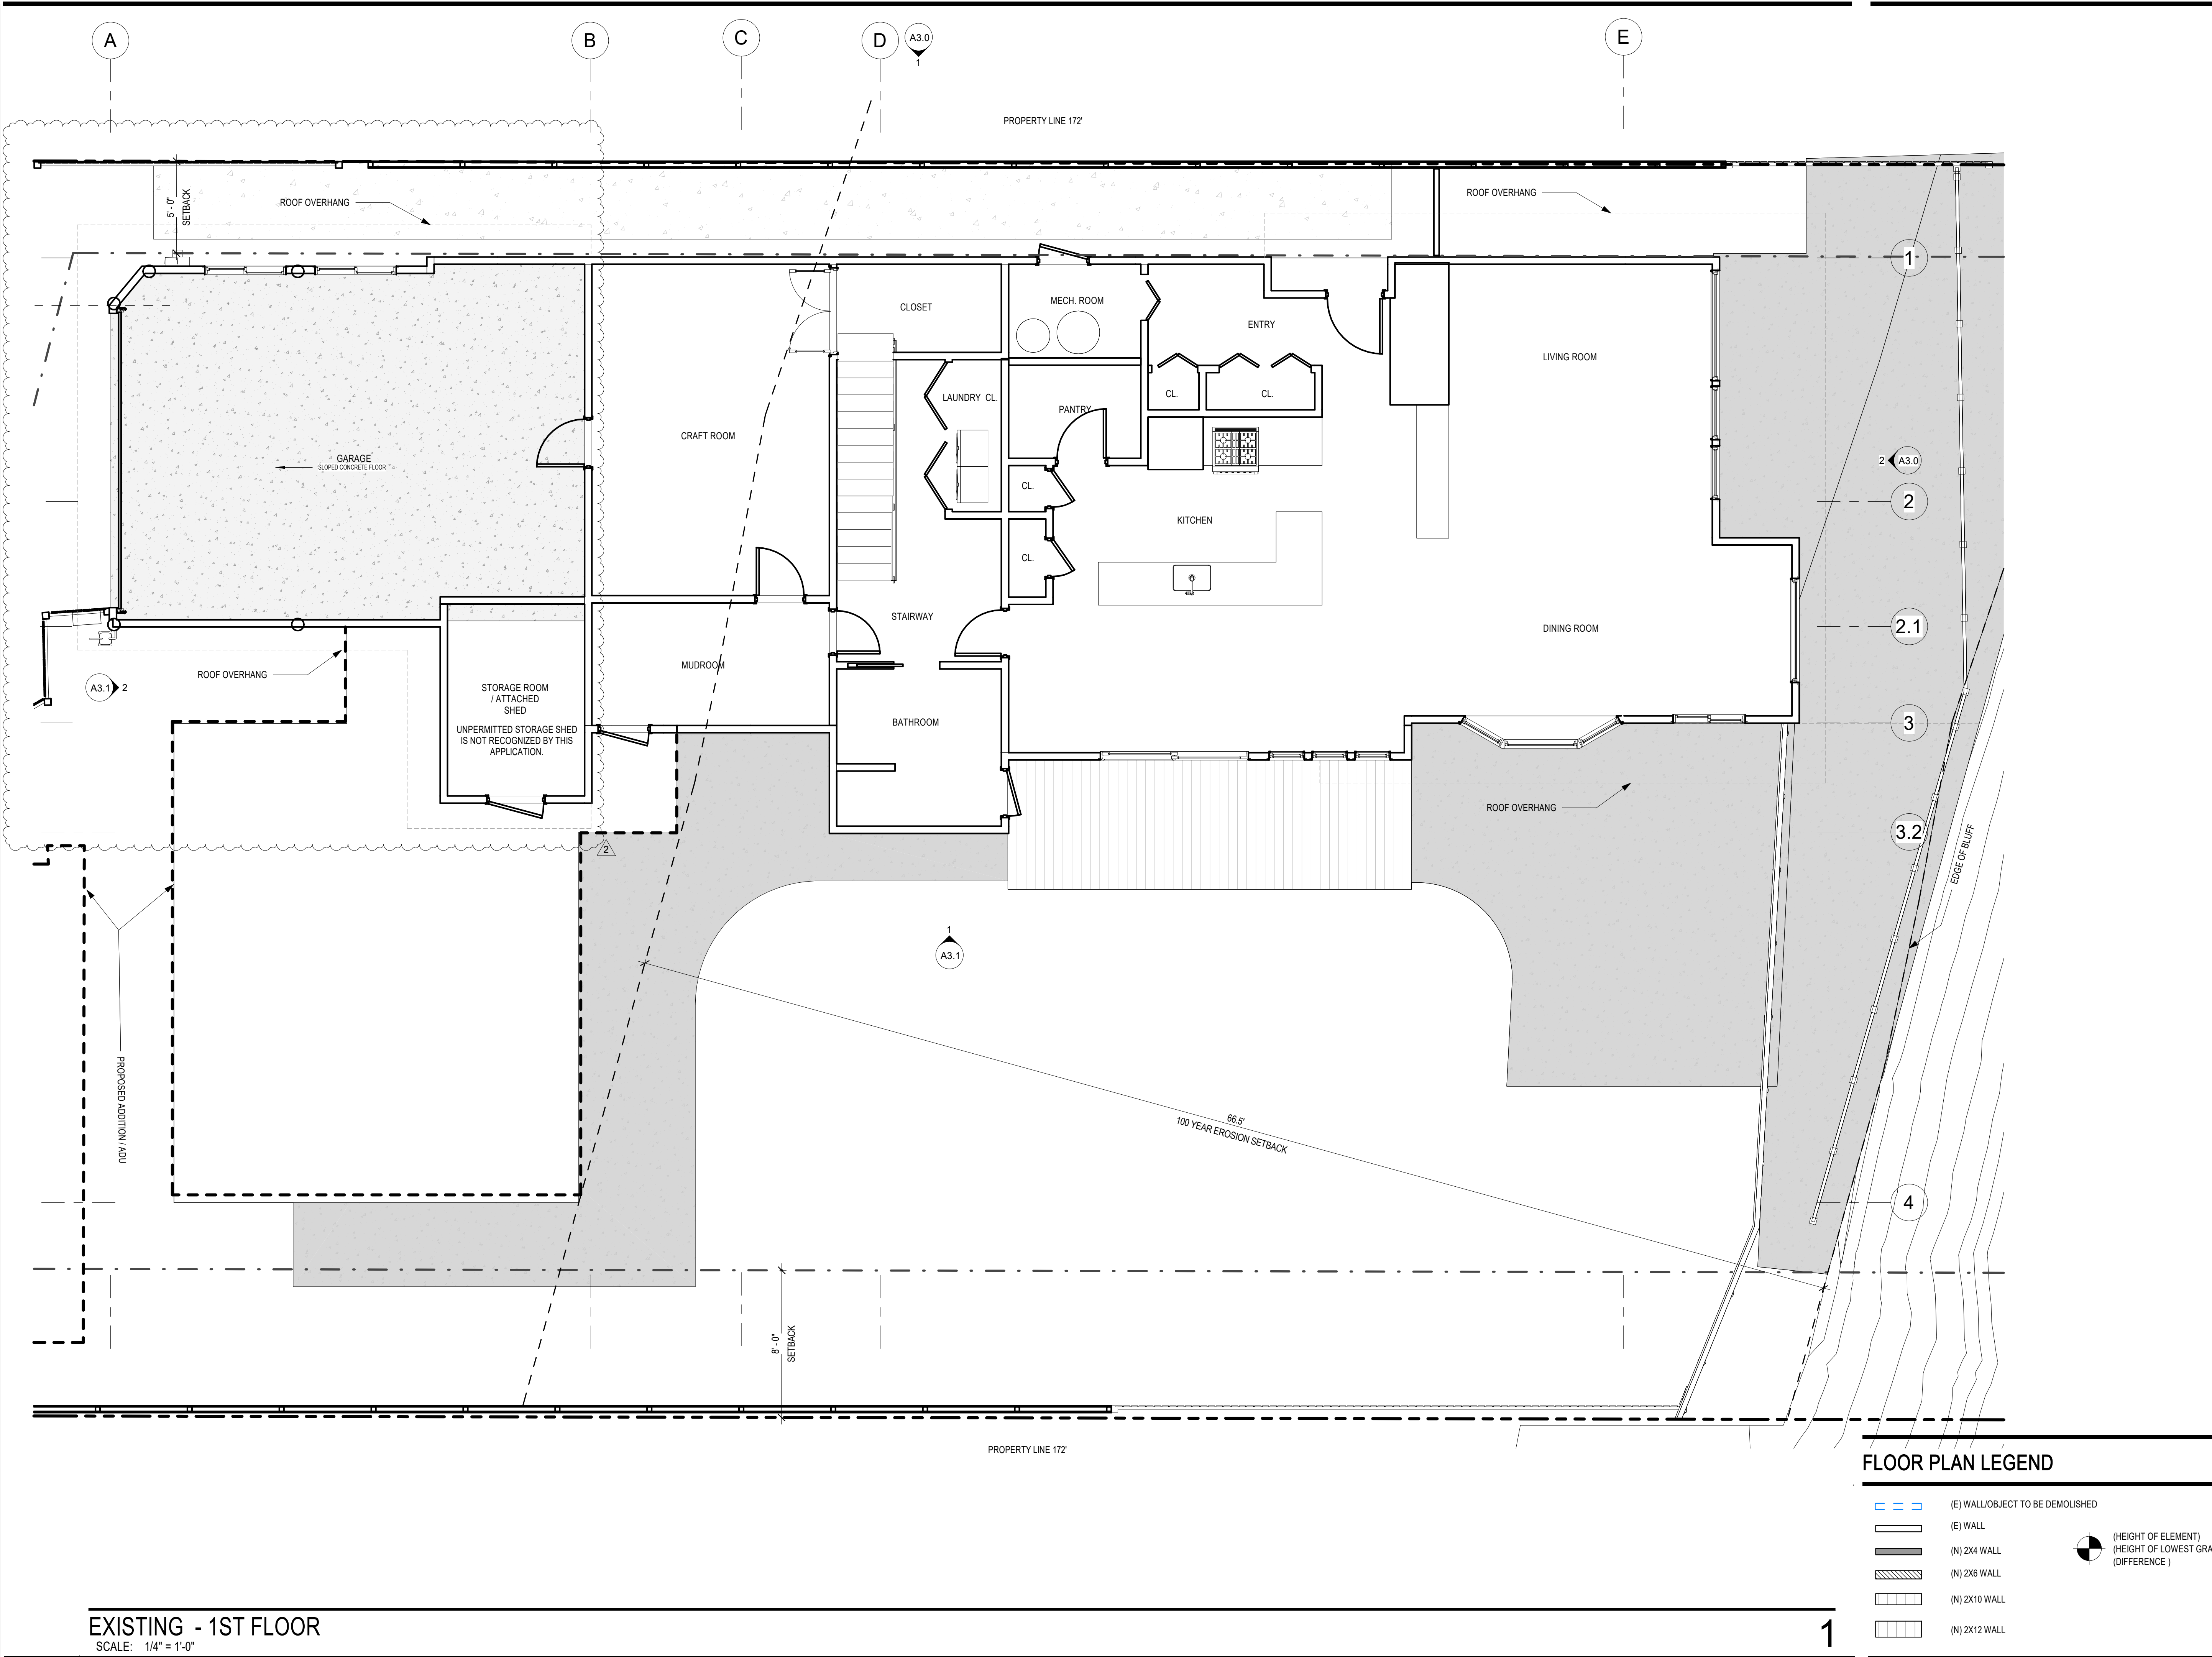 A
B
C
D
A3.0
1
E
PROPERTY LINE 172'
5' - 0"
SETBACK
ROOF OVERHANG
ROOF OVERHANG
1
CLOSET
MECH. ROOM
ENTRY
LIVING ROOM
LAUNDRY CL.
CL.
CL.
PANTRY
CRAFT ROOM
GARAGE
SLOPED CONCRETE FLOOR
2
A3.0
CL.
2
KITCHEN
CL.
STAIRWAY
DINING ROOM
2.1
MUDROOM
ROOF OVERHANG
A3.1
2
STORAGE ROOM
/ ATTACHED
SHED
UNPERMITTED STORAGE SHED
IS NOT RECOGNIZED BY THIS
APPLICATION.
BATHROOM
3
ROOF OVERHANG
3.2
2
EDGE OF BLUFF
1
A3.1
PROPOSED ADDITION / ADU
66.5'
100 YEAR EROSION SETBACK
4
8' - 0"
SETBACK
PROPERTY LINE 172'
FLOOR PLAN LEGEND
(E) WALL/OBJECT TO BE DEMOLISHED
(E) WALL
(N) 2X4 WALL
(N) 2X6 WALL
(N) 2X10 WALL
(N) 2X12 WALL
(HEIGHT OF ELEMENT)
(HEIGHT OF LOWEST GRA
(DIFFERENCE )
EXISTING - 1ST FLOOR
SCALE: 1/4" = 1'-0"
1